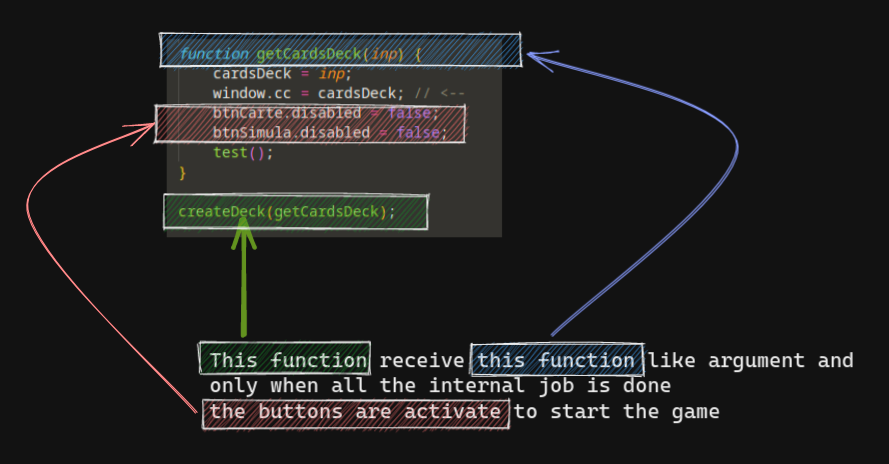 function getCardsDeck(inp) {
cardsDeck = inp;
window.cc = cardsDeck; // <--
btnCarte.disabled = false;
btnSimula.disabled = false;
test();
}
createDeck(getCardsDeck);
This function receive this function like argument and
only when all the internal job is done
the buttons are activate to start the game